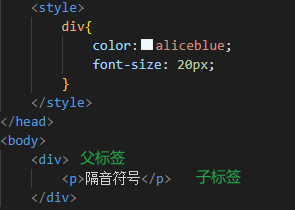 <style>
div{
color: aliceblue;
font-size: 20px;
}
</style>
</head>
<body>
<div> 父标签
<p>隔音符号</p> 子标签
</div>